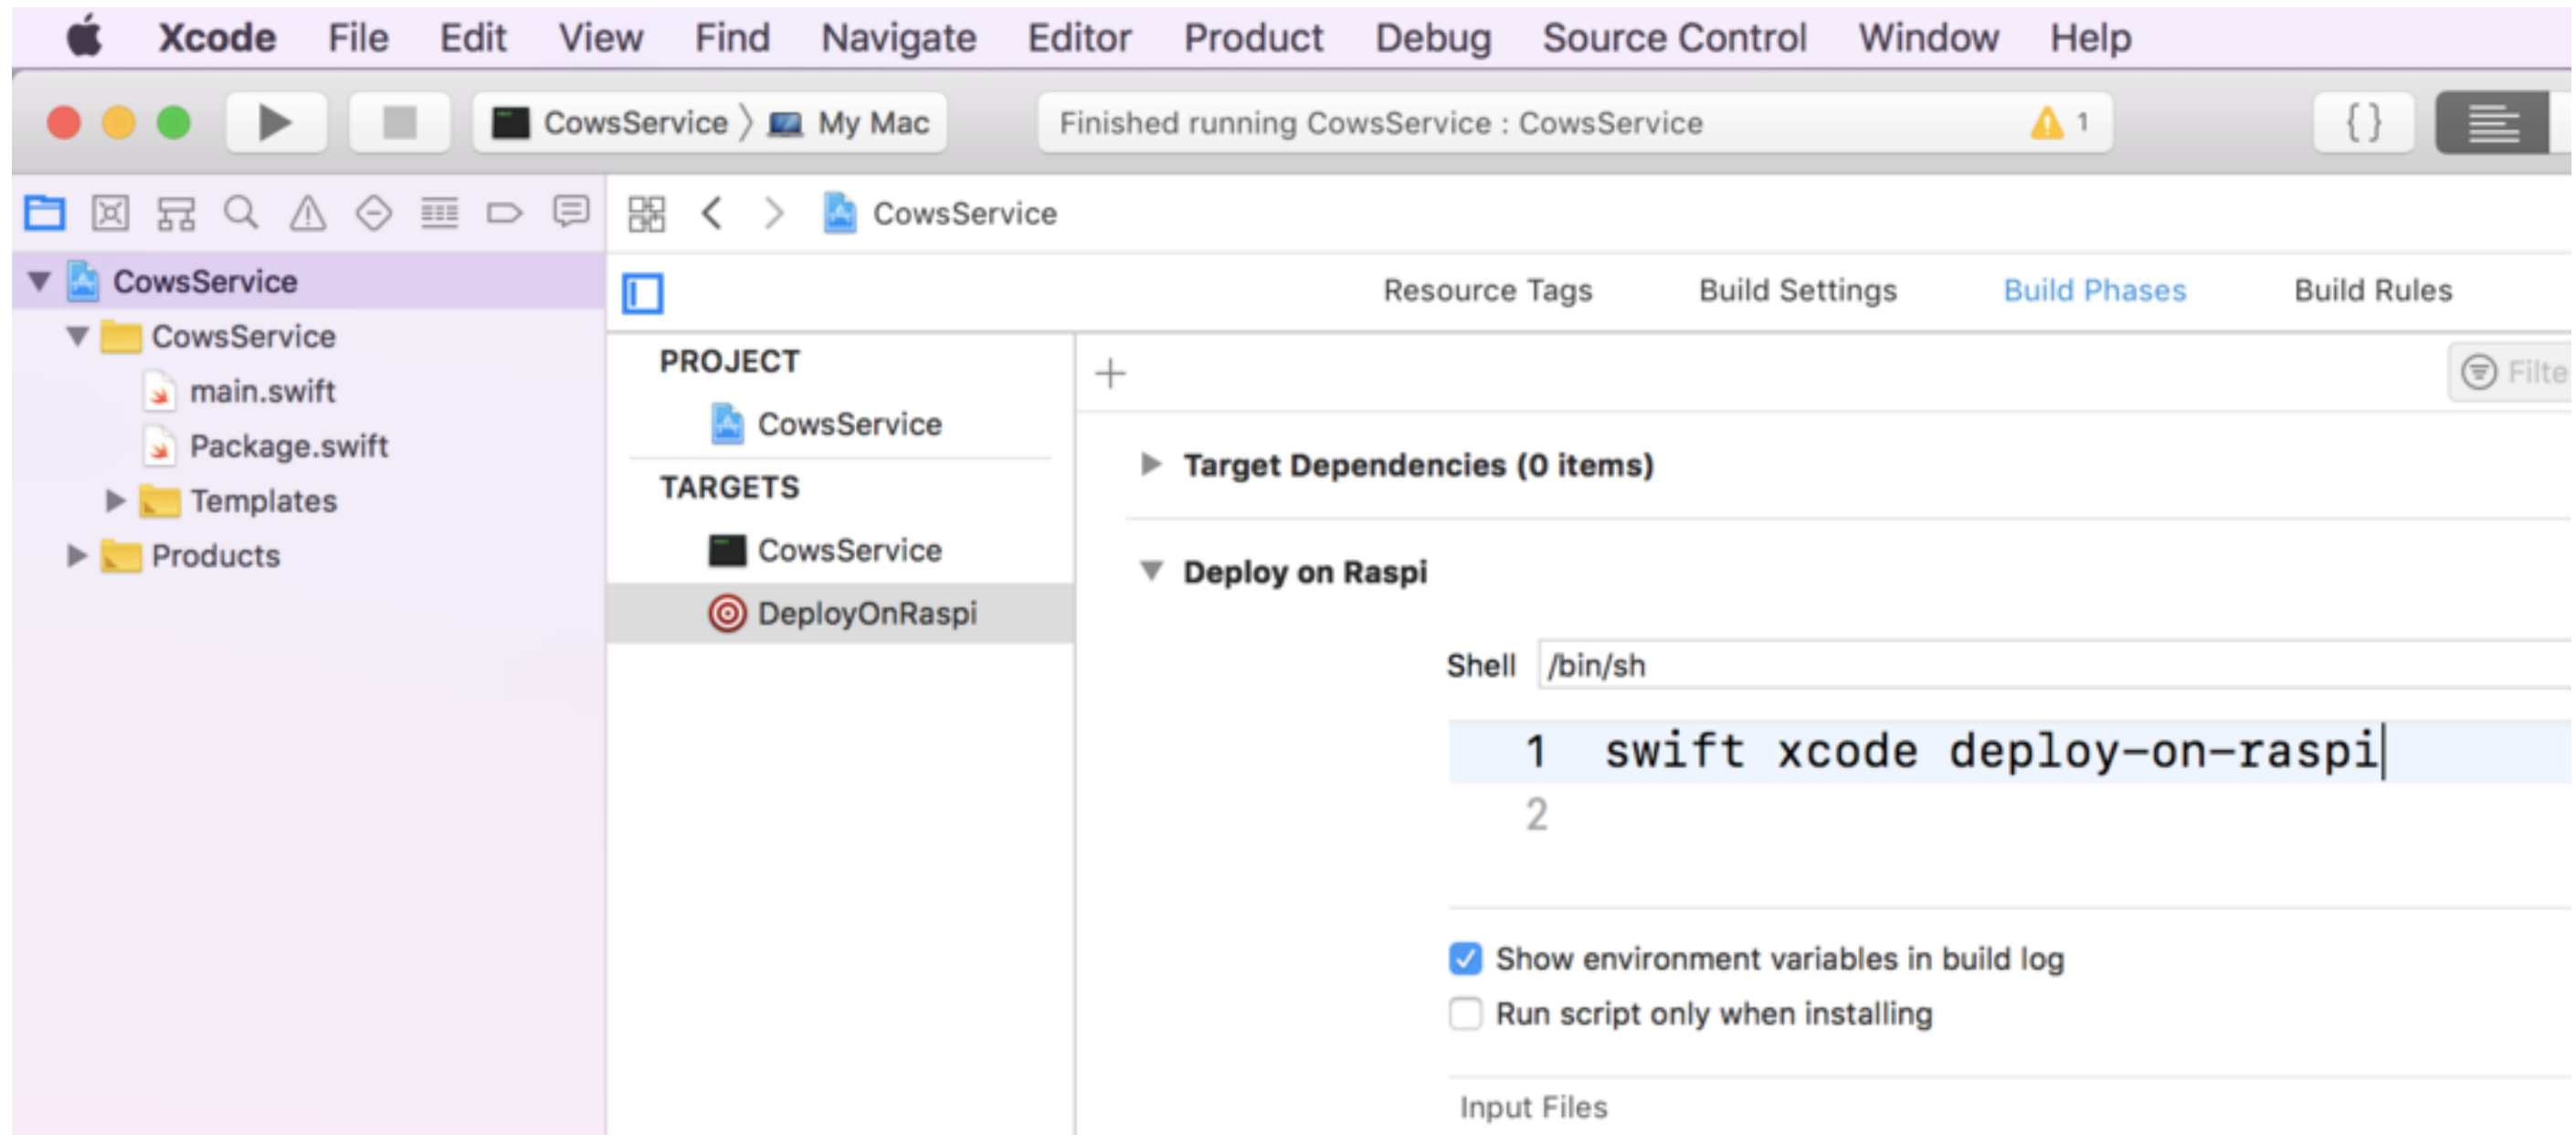 Xcode File Edit View Find Navigate Editor Product Debug Source Control Window Help
CowsService My Mac Finished running CowsService : CowsService 1 {}
CowsService
CowsService
Resource Tags Build Settings Build Phases Build Rules
CowsService
main.swift
Package.swift
Templates
Products
PROJECT
CowsService
TARGETS
CowsService
DeployOnRaspi
+
Filte
Target Dependencies (0 items)
Deploy on Raspi
Shell /bin/sh
1 swift xcode deploy-on-raspi
2
Show environment variables in build log
Run script only when installing
Input Files